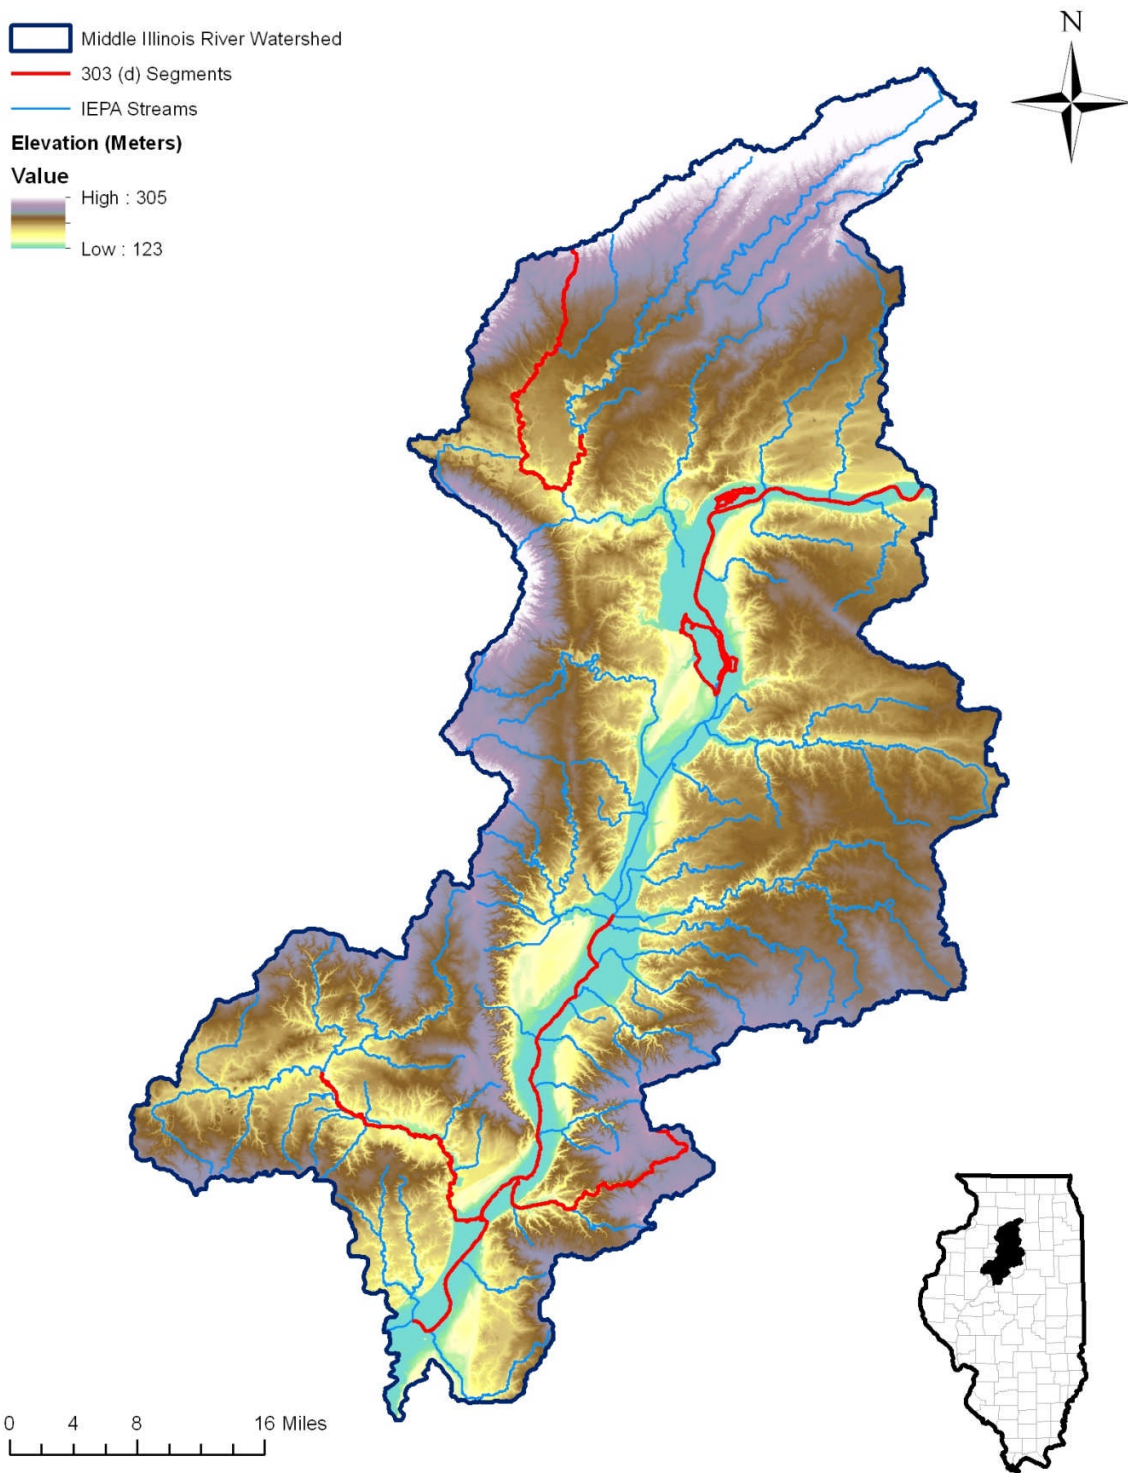 Middle Illinois River Watershed
303 (d) Segments
IEPA Streams
Elevation (Meters)
Value
High : 305
Low : 123
N
0 4 8 16 Miles